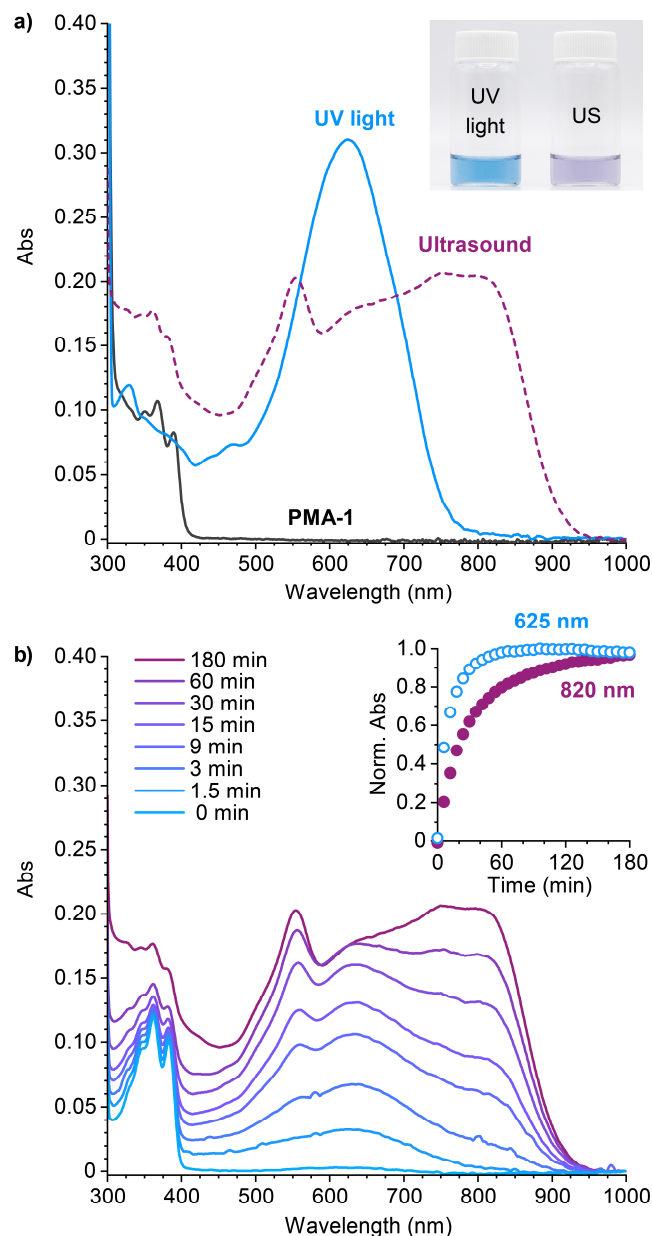 a)
0.40
0.35
0.30
0.25
0.20
0.15
0.10
0.05
0
Abs
UV light
Ultrasound
PMA-1
UV
light
US
300 400 500 600 700 800 900 1000
Wavelength (nm)
b)
0.40
0.35
0.30
0.25
0.20
0.15
0.10
0.05
0
Abs
180 min
60 min
30 min
15 min
9 min
3 min
1.5 min
0 min
625 nm
820 nm
1.0
0.8
0.6
0.4
0.2
0
Norm. Abs
0 60 120 180
Time (min)
300 400 500 600 700 800 900 1000
Wavelength (nm)